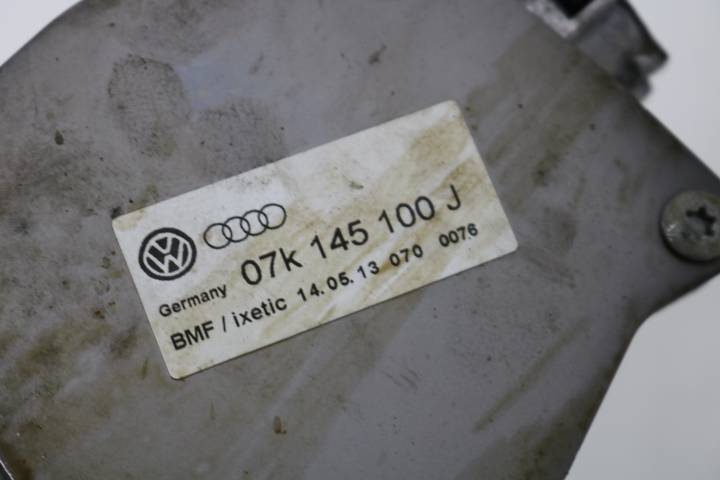 07k 145 100 J
Germany
BMF / ixetic 14.05.13 070 0076